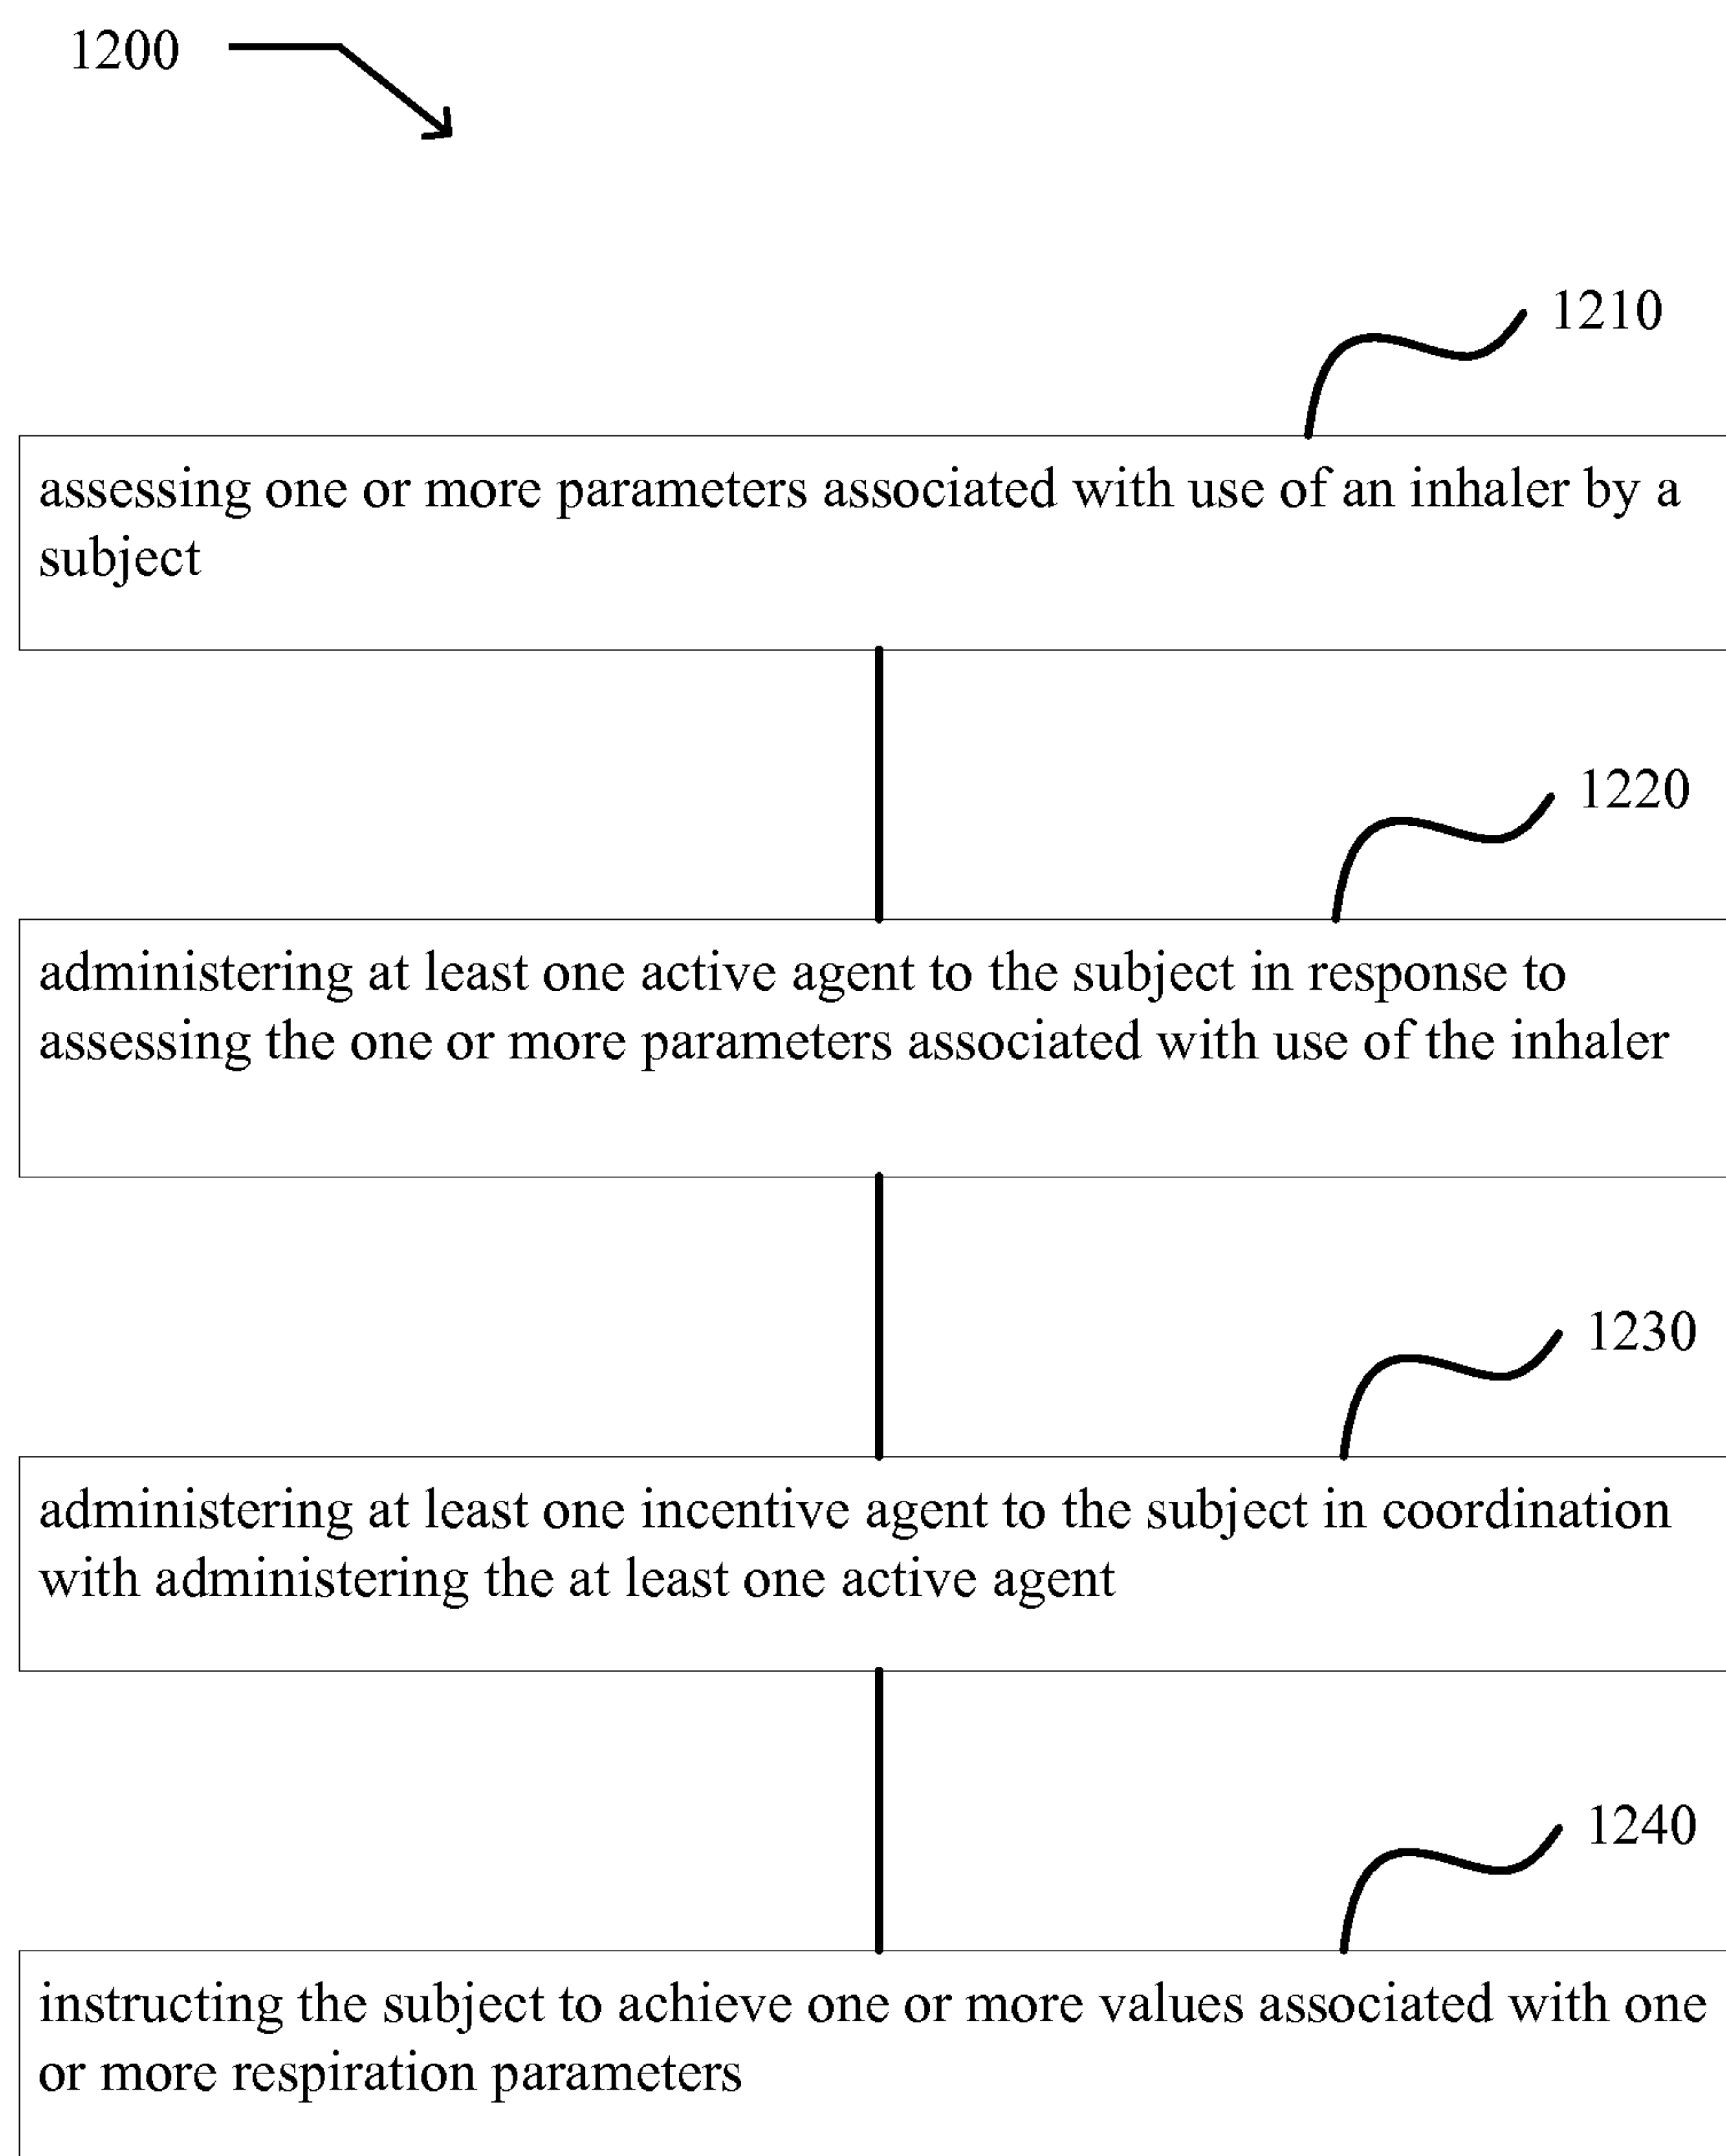 1200
1210
assessing one or more parameters associated with use of an inhaler by a
subject
1220
administering at least one active agent to the subject in response to
assessing the one or more parameters associated with use of the inhaler
1230
administering at least one incentive agent to the subject in coordination
with administering the at least one active agent
1240
instructing the subject to achieve one or more values associated with one
or more respiration parameters